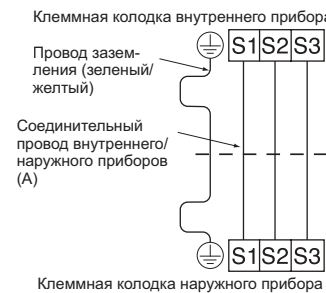 Клеммная колодка внутреннего прибора
Провод зазем-
ления (зеленый/
желтый)
S1 S2 S3
Соединительный
провод внутреннего/
наружного приборов
(A)
S1 S2 S3
Клеммная колодка наружного прибора